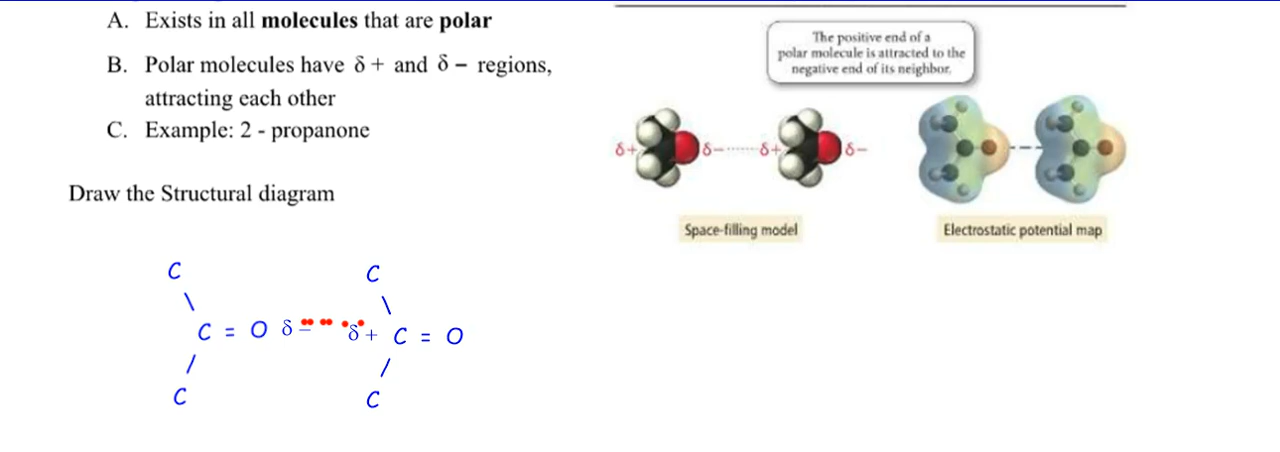 A. Exists in all molecules that are polar
B. Polar molecules have δ + and δ − regions,
attracting each other
C. Example: 2 - propanone
Draw the Structural diagram
C C
\ \
C = O δ − δ + C = O
/ /
C C
The positive end of a
polar molecule is attracted to the
negative end of its neighbor.
δ+ δ− δ+ δ−
Space-filling model
Electrostatic potential map